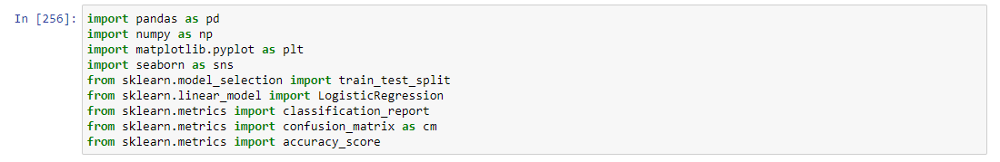 In [256]: import pandas as pd
import numpy as np
import matplotlib.pyplot as plt
import seaborn as sns
from sklearn.model_selection import train_test_split
from sklearn.linear_model import LogisticRegression
from sklearn.metrics import classification_report
from sklearn.metrics import confusion_matrix as cm
from sklearn.metrics import accuracy_score